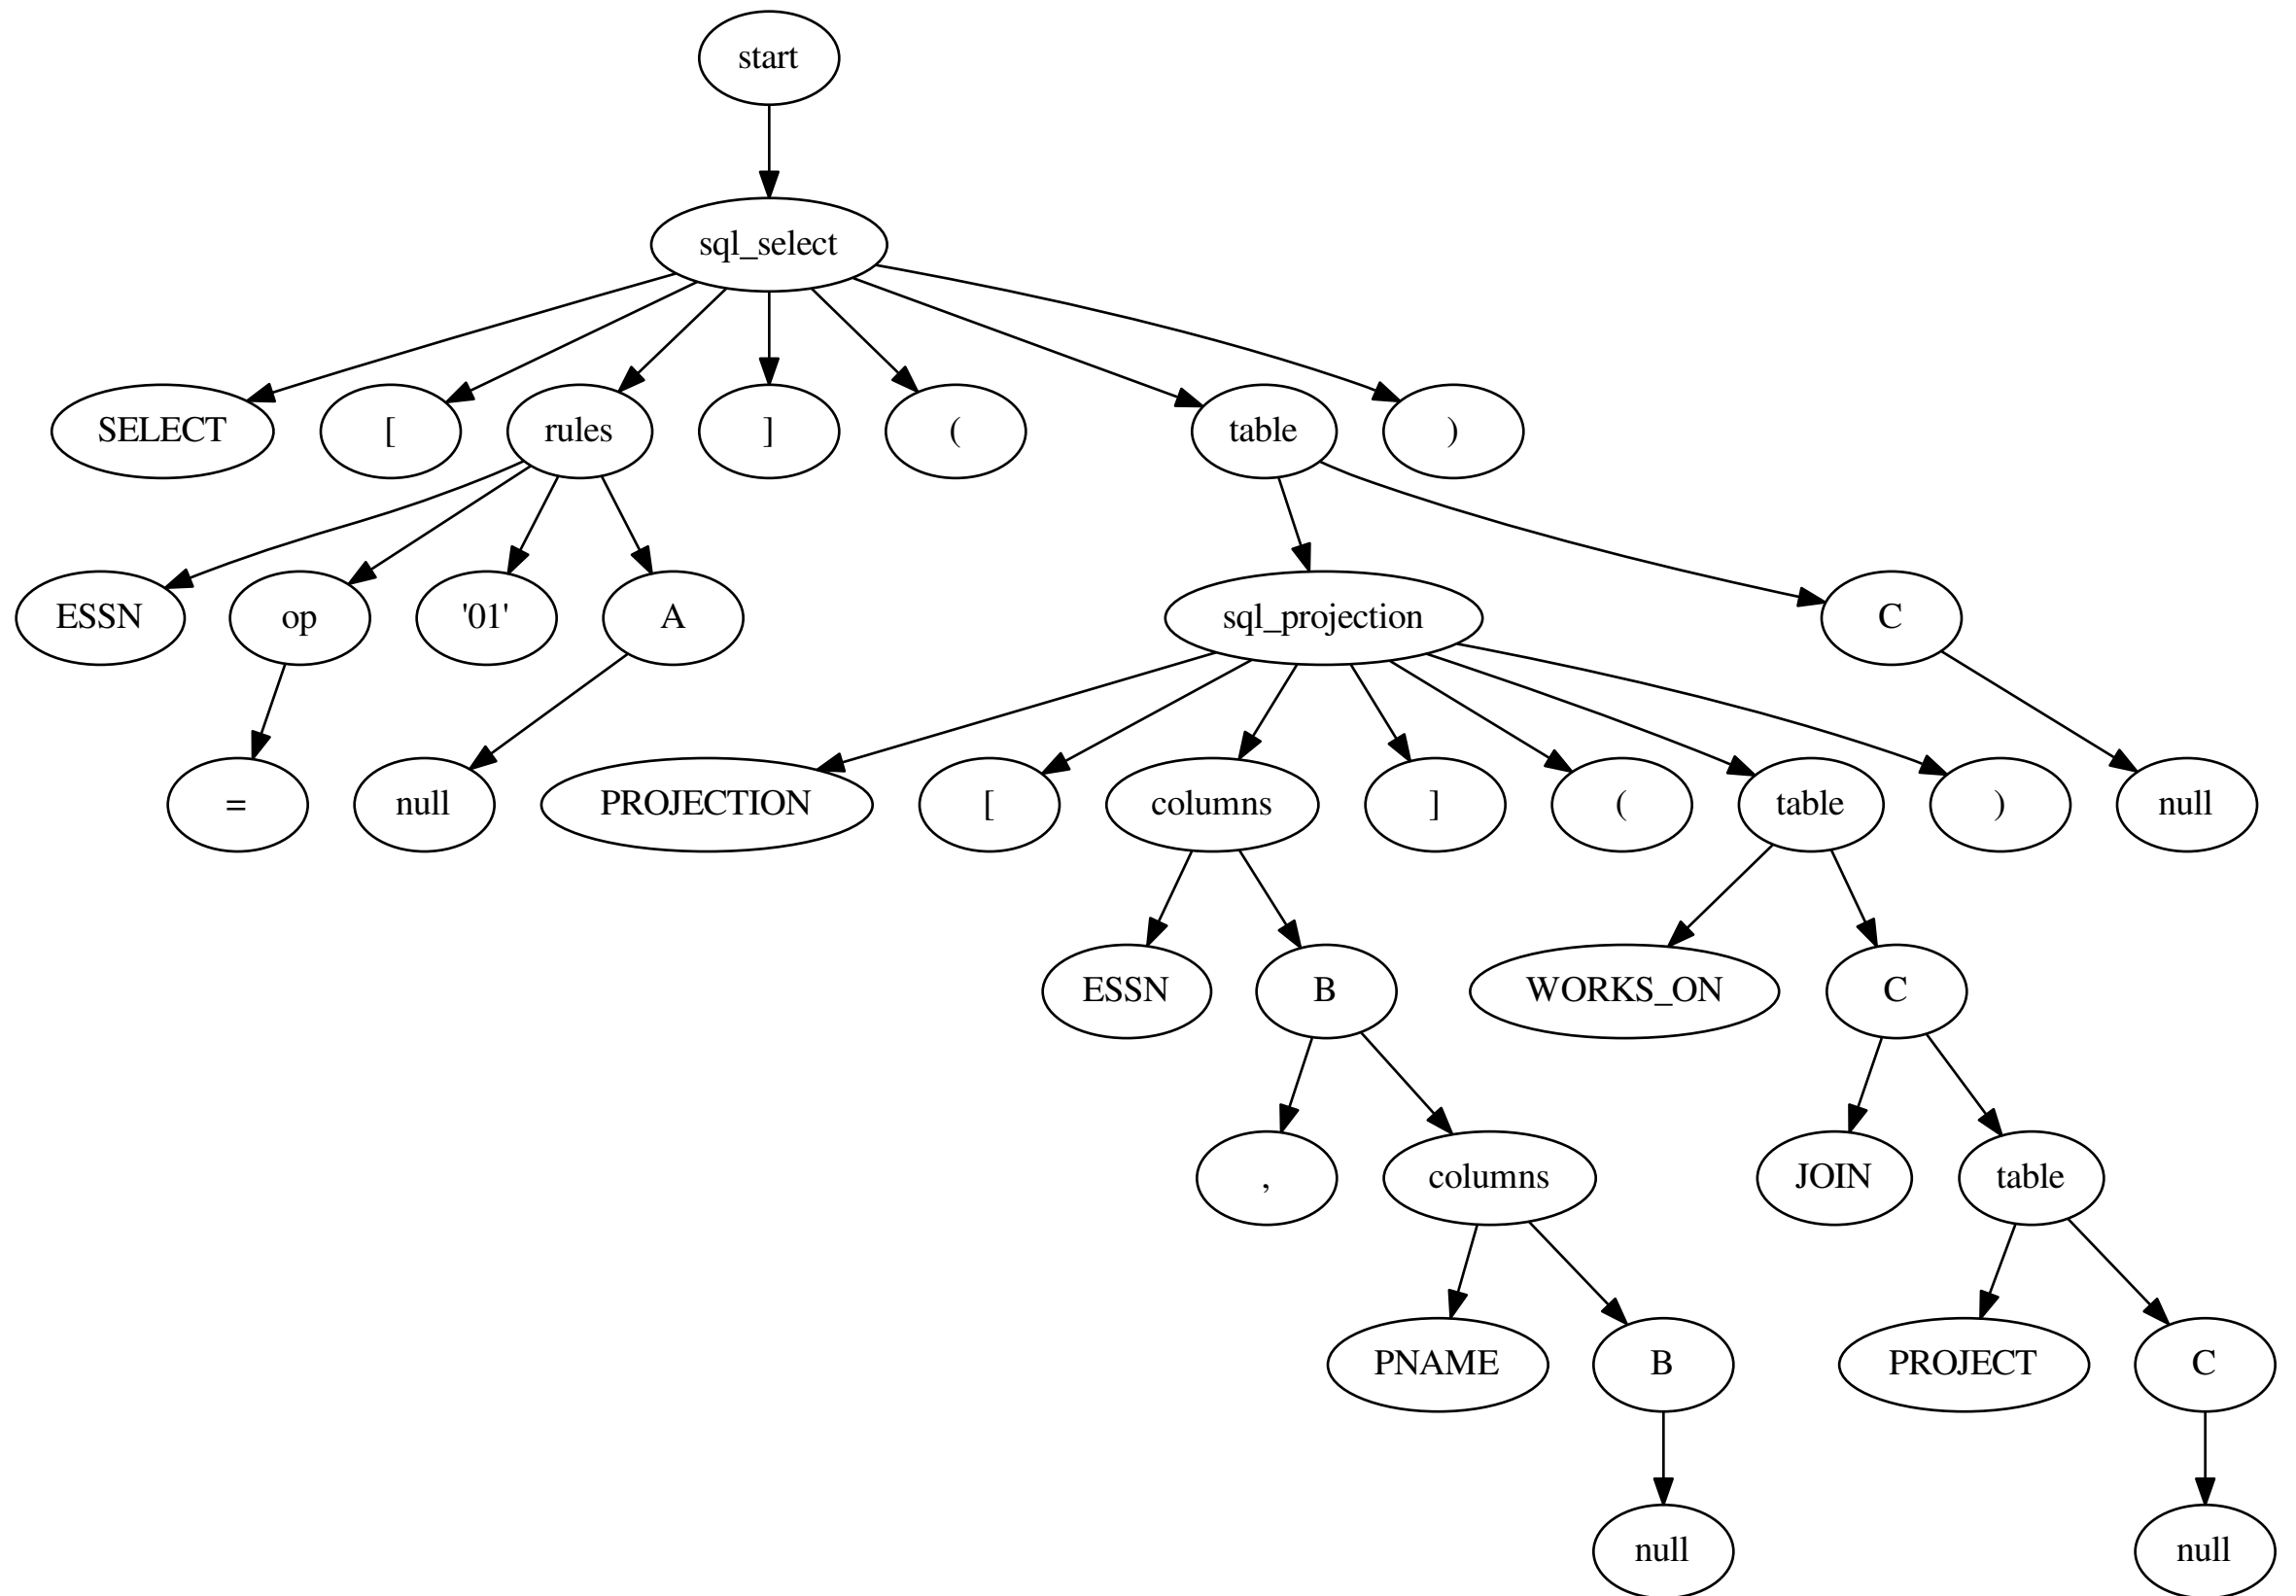 start
sql_select
SELECT
[
rules
]
(
table
)
ESSN
op
'01'
A
sql_projection
C
=
null
PROJECTION
[
columns
]
(
table
)
null
ESSN
B
WORKS_ON
C
,
columns
JOIN
table
PNAME
B
PROJECT
C
null
null